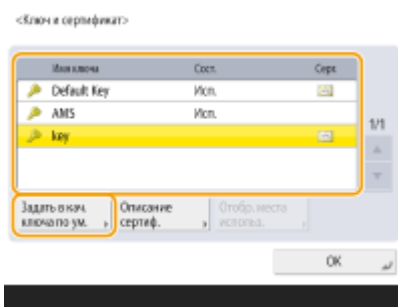 <Ключ и сертификат>
Имя ключа Сост. Серт.
Default Key Исп.
AMS Исп.
key
1/1
Задать в кач. ключа по ум.
Описание сертиф.
Отобр. места использ.
OK